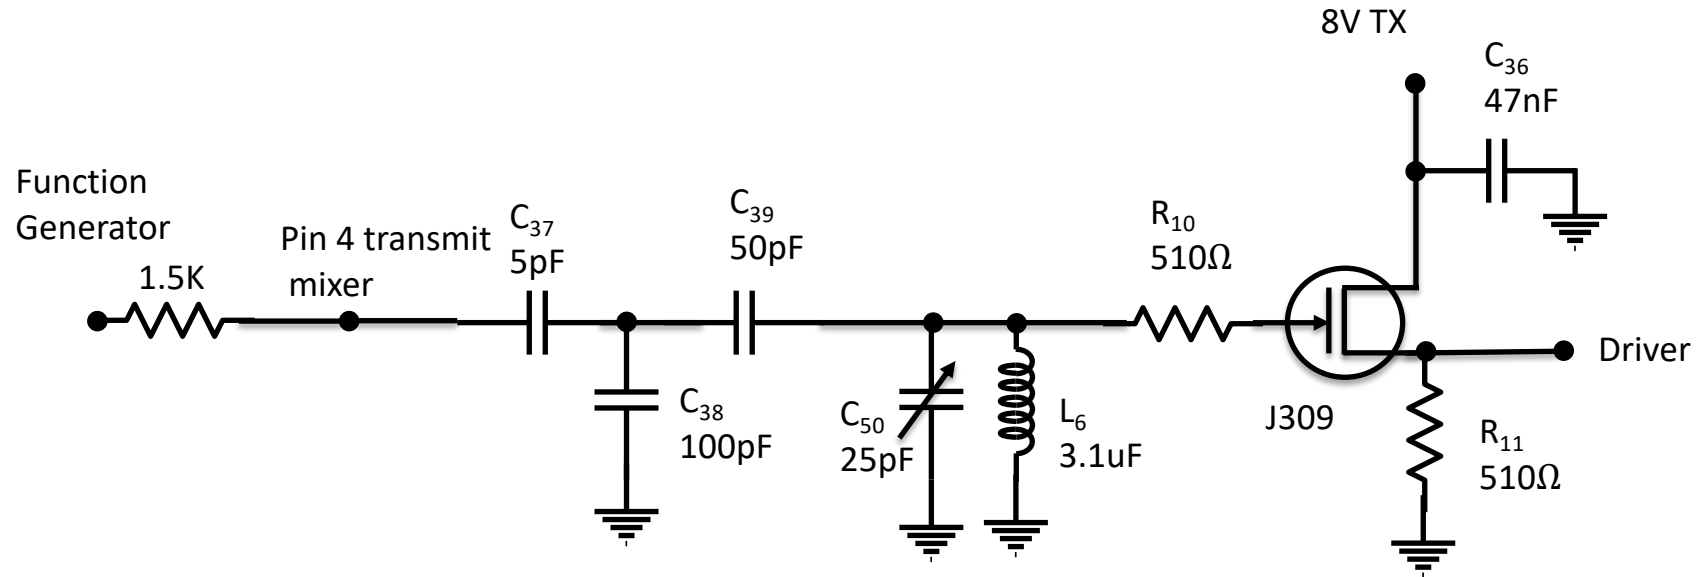 8V TX
C₃₆
47nF
Function
Generator
1.5K
Pin 4 transmit
mixer
C₃₇
5pF
C₃₉
50pF
R₁₀
510Ω
C₃₈
100pF
C₅₀
25pF
L₆
3.1uF
J309
Driver
R₁₁
510Ω